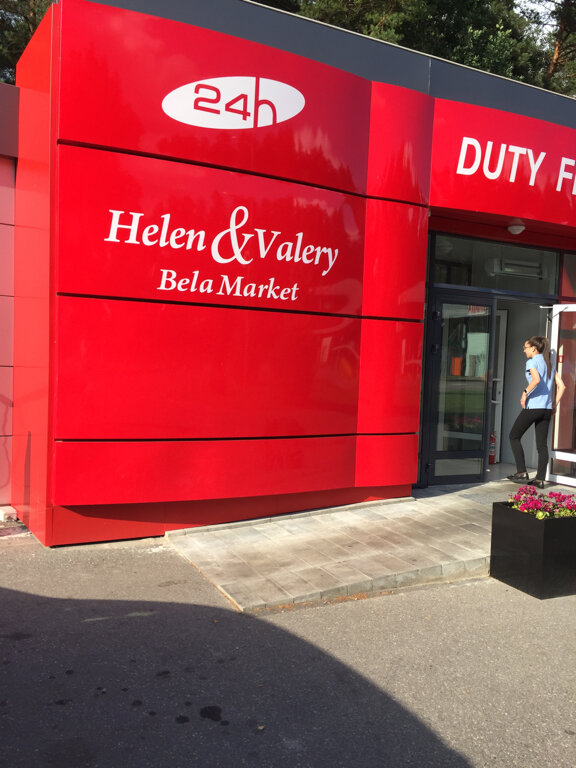 24h
DUTY
Helen & Valery
Bela Market